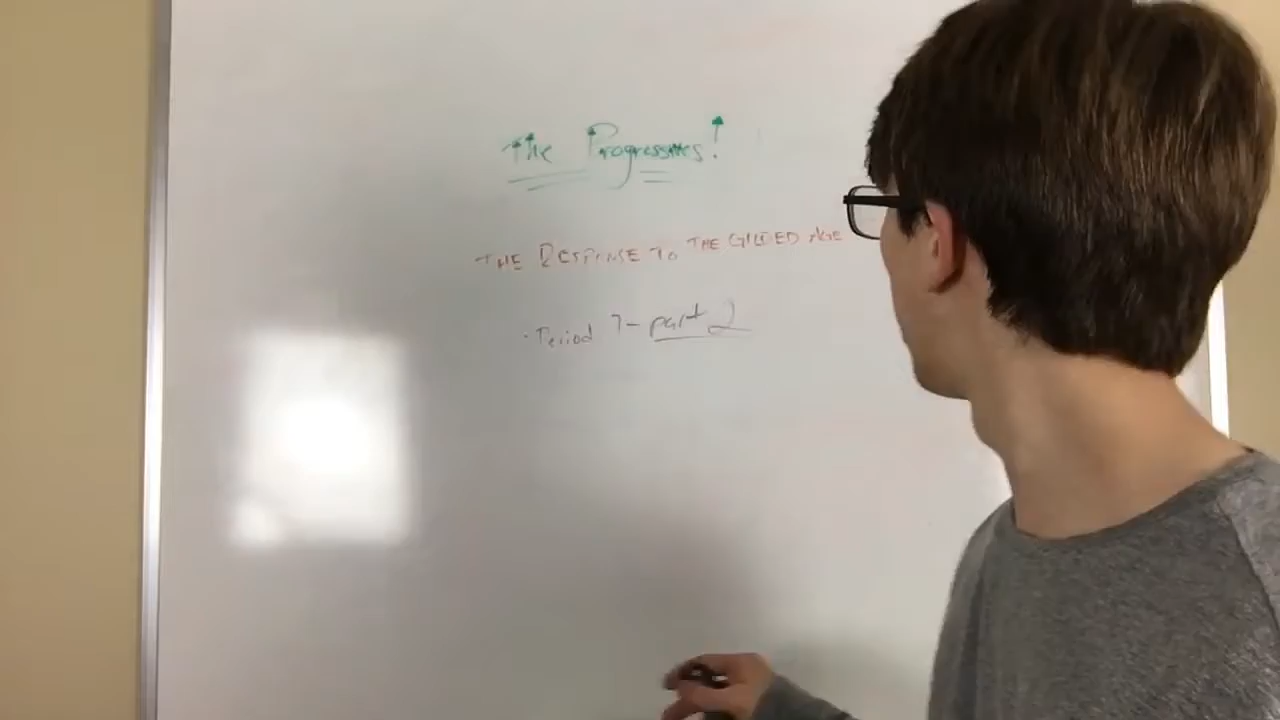 The Progressives!
THE RESPONSE TO THE GILDED AGE
· Period 7 - part 2